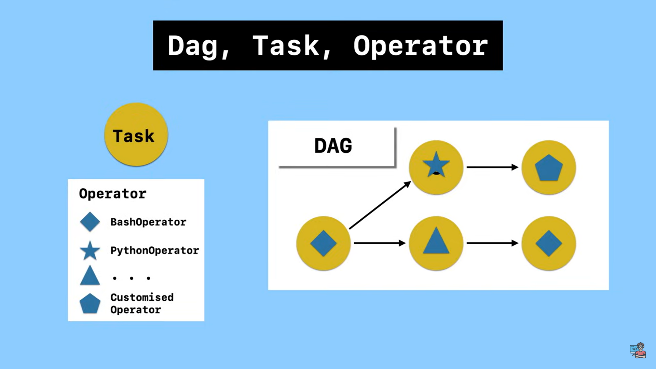 Dag, Task, Operator
Task
DAG
Operator
BashOperator
PythonOperator
. . .
Customised
Operator